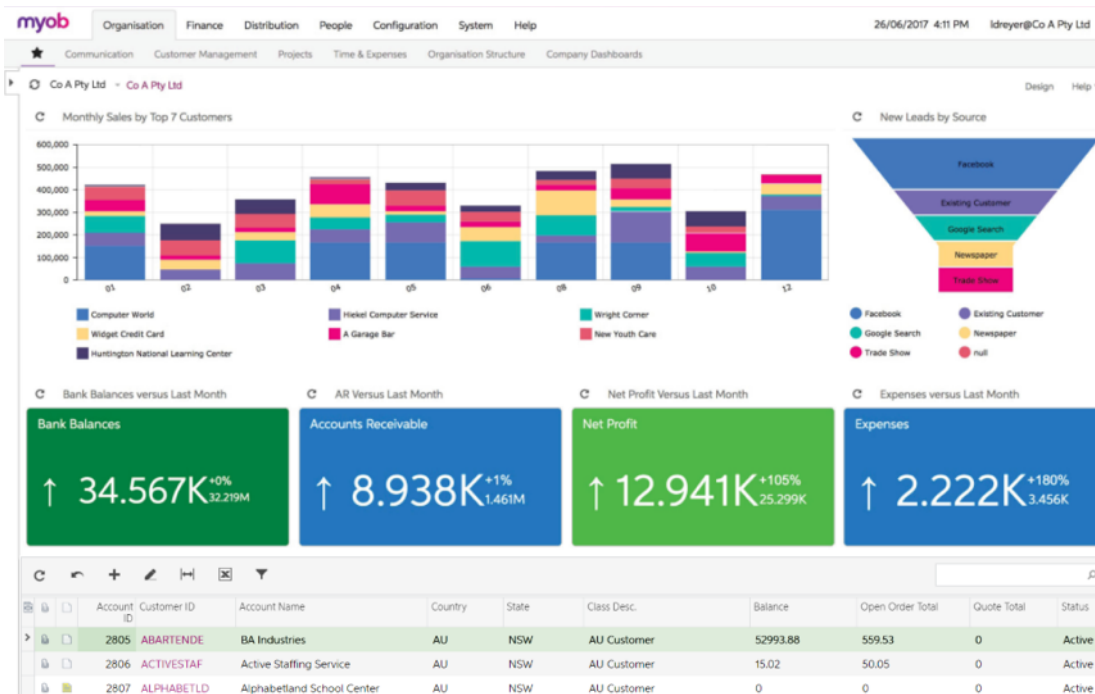 myob Organisation Finance Distribution People Configuration System Help 26/06/2017 4:11 PM ldreyer@Co A Pty Ltd
Communication Customer Management Projects Time & Expenses Organisation Structure Company Dashboards
Co A Pty Ltd Co A Pty Ltd Design Help
Monthly Sales by Top 7 Customers New Leads by Source
600,000
500,000
400,000
300,000
200,000
100,000
0
01 02 03 04 05 06 08 09 10 12
Computer World Hiekel Computer Service Wright Corner
Widget Credit Card A Garage Bar New Youth Care
Huntington National Learning Center
Facebook
Existing Customer
Google Search
Newspaper
Trade Show
Facebook Existing Customer
Google Search Newspaper
Trade Show null
Bank Balances versus Last Month AR Versus Last Month Net Profit Versus Last Month Expenses versus Last Month
Bank Balances Accounts Receivable Net Profit Expenses
↑ 34.567K +0% 32.219M ↑ 8.938K +1% 1.461M ↑ 12.941K +105% 25.299K ↑ 2.222K +180% 3.456K
Account ID Customer ID Account Name Country State Class Desc. Balance Open Order Total Quote Total Status
2805 ABARTENDE BA Industries AU NSW AU Customer 52993.88 559.53 0 Active
2806 ACTIVESTAF Active Staffing Service AU NSW AU Customer 15.02 50.05 0 Active
2807 ALPHABETLD Alphabetland School Center AU NSW AU Customer 0 0 0 Active